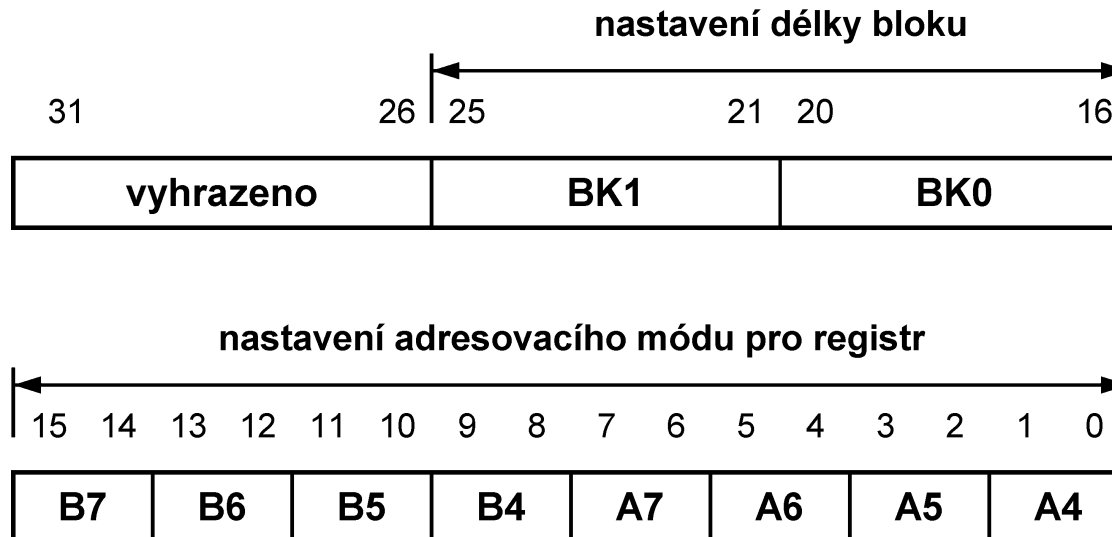 nastavení délky bloku
31 26 25 21 20 16
vyhrazeno BK1 BK0
nastavení adresovacího módu pro registr
15 14 13 12 11 10 9 8 7 6 5 4 3 2 1 0
B7 B6 B5 B4 A7 A6 A5 A4